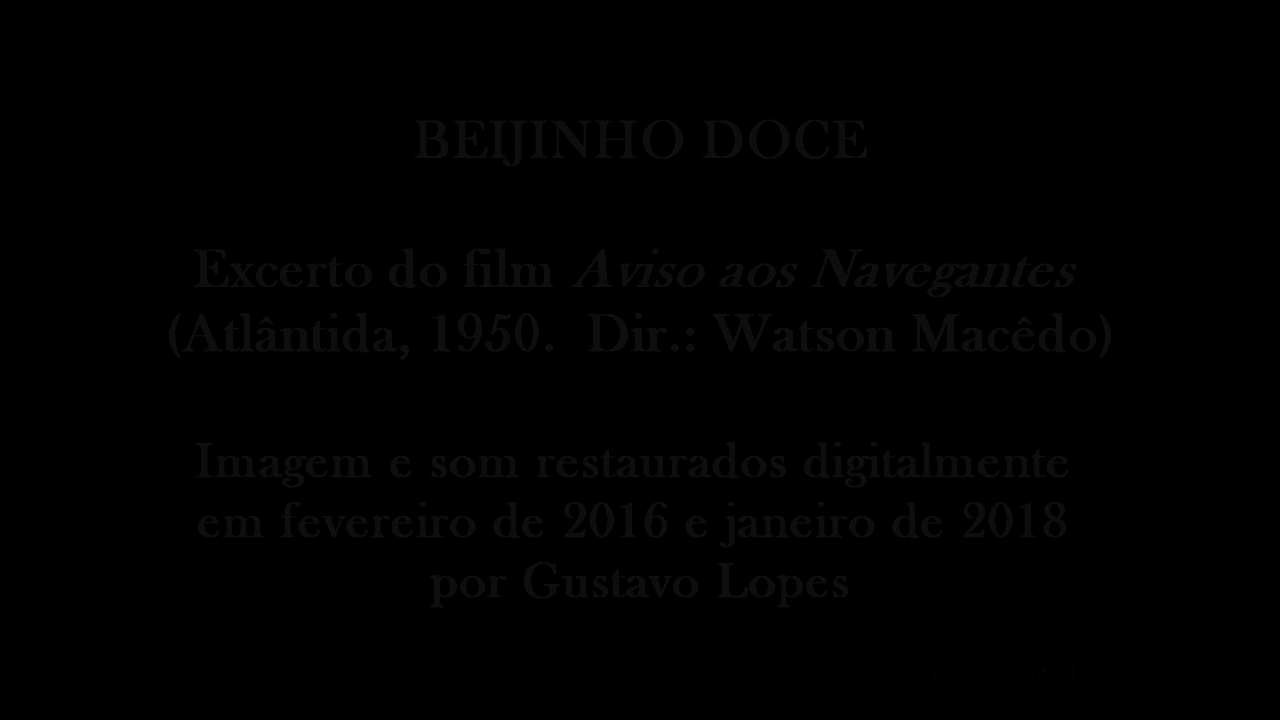 BEIJINHO DOCE
Excerto do film Aviso aos Navegantes
(Atlântida, 1950. Dir.: Watson Macêdo)
Imagem e som restaurados digitalmente
em fevereiro de 2016 e janeiro de 2018
por Gustavo Lopes